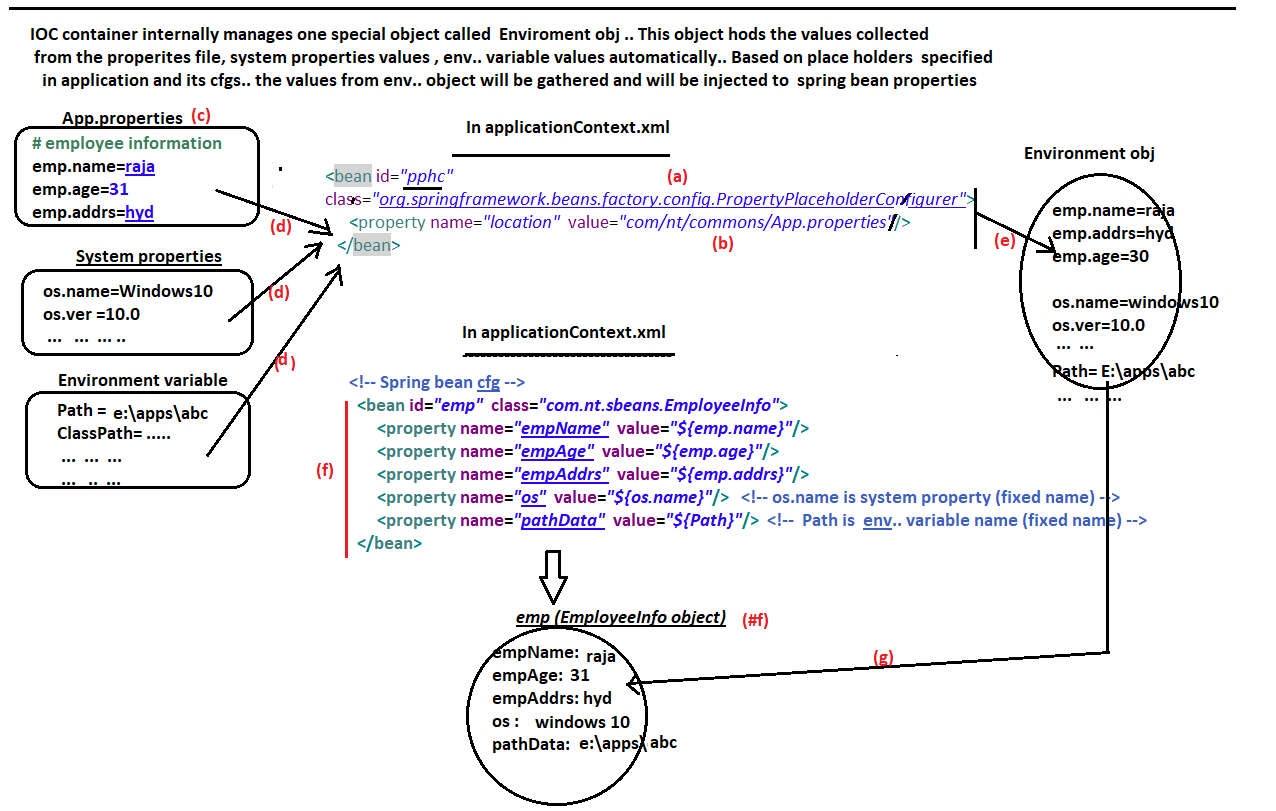 IOC container internally manages one special object called Enviroment obj .. This object hods the values collected
from the properites file, system properties values , env.. variable values automatically.. Based on place holders specified
in application and its cfgs.. the values from env.. object will be gathered and will be injected to spring bean properties
App.properties (c)
# employee information
emp.name=raja
emp.age=31
emp.addrs=hyd
(d)
System properties
os.name=Windows10
os.ver =10.0
... ... ... ..
(d)
Environment variable
(d)
Path = e:\apps\abc
ClassPath= .....
... ... ...
... .. ...
In applicationContext.xml
<bean id="pphc" (a)
class="org.springframework.beans.factory.config.PropertyPlaceholderConfigurer">
<property name="location" value="com/nt/commons/App.properties"/>
</bean> (b)
(e)
Environment obj
emp.name=raja
emp.addrs=hyd
emp.age=30
os.name=windows10
os.ver=10.0
... ...
Path= E:\apps\abc
... ... ...
In applicationContext.xml
<!-- Spring bean cfg -->
<bean id="emp" class="com.nt.sbeans.EmployeeInfo">
<property name="empName" value="${emp.name}"/>
<property name="empAge" value="${emp.age}"/>
(f) <property name="empAddrs" value="${emp.addrs}"/>
<property name="os" value="${os.name}"/> <!-- os.name is system property (fixed name) -->
<property name="pathData" value="${Path}"/> <!-- Path is env.. variable name (fixed name) -->
</bean>
emp (EmployeeInfo object) (#f)
empName: raja
empAge: 31
empAddrs: hyd
os : windows 10
pathData: e:\apps\abc
(g)